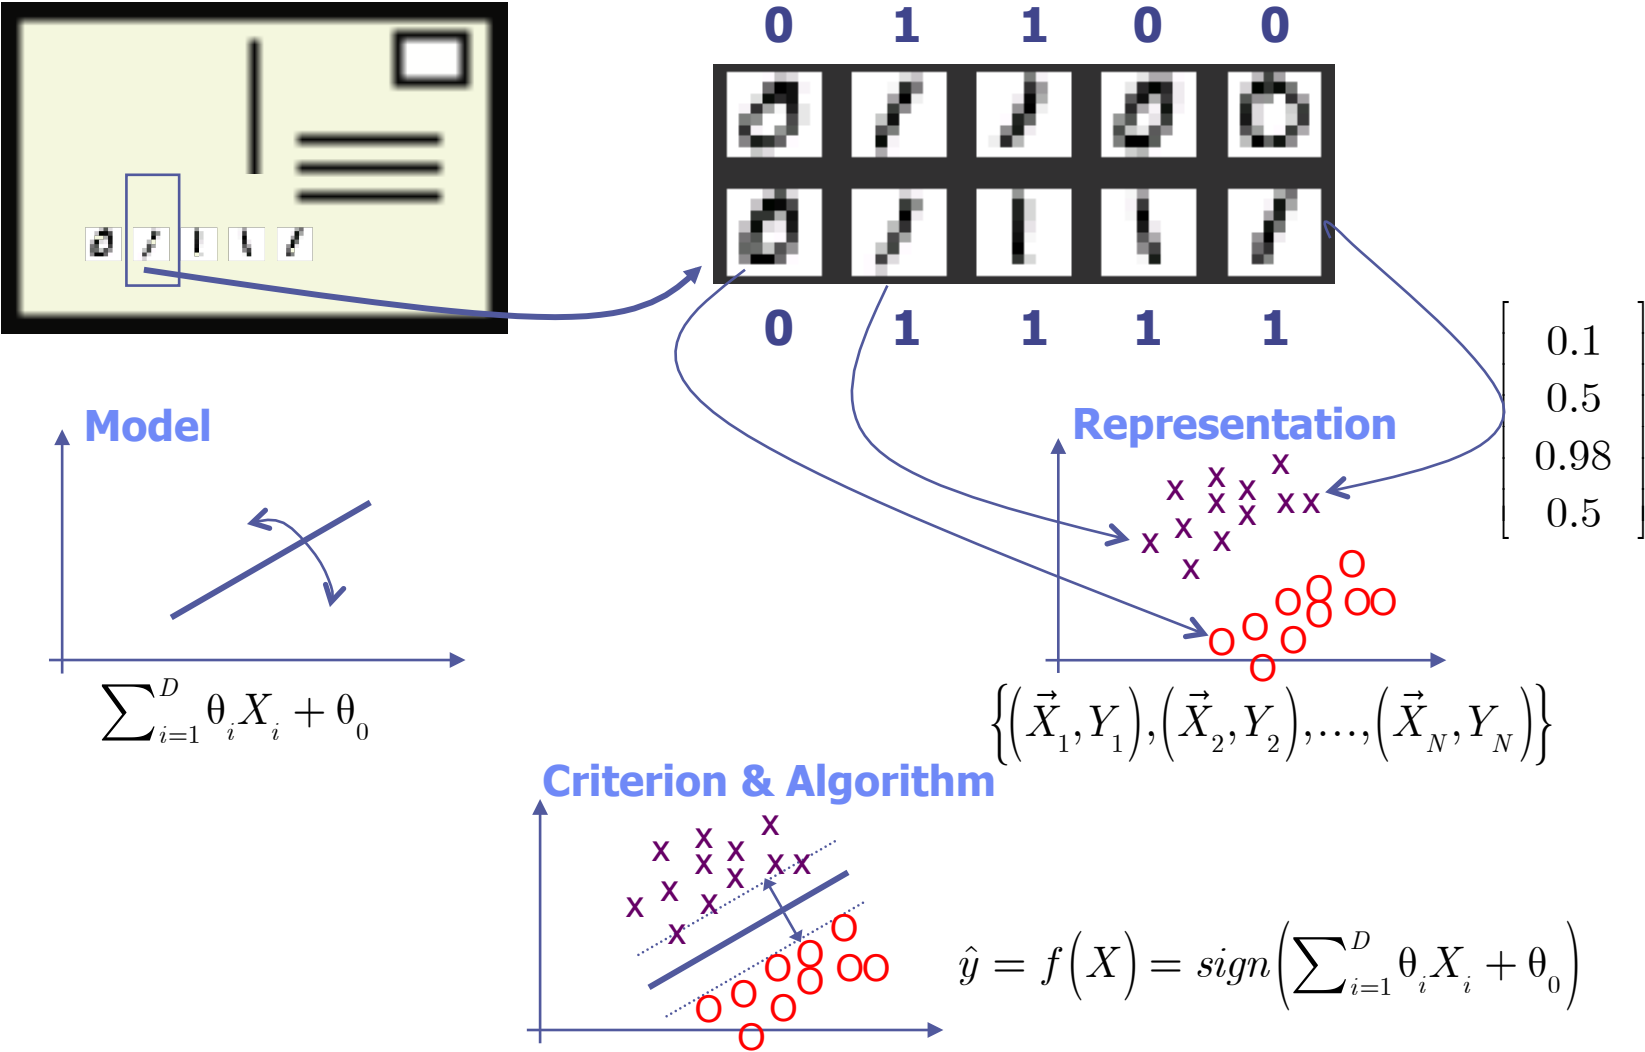 0 1 1 0 0
0 1 1 1 1
0.1
0.5
0.98
0.5
Model
Representation
x x x x x x x x x x x x
O O O O O O O O O O
∑_{i=1}^{D} θ_i X_i + θ_0
{(X⃗_1, Y_1), (X⃗_2, Y_2), ..., (X⃗_N, Y_N)}
Criterion & Algorithm
x x x x x x x x x x x x
O O O O O O O O O O
ŷ = f(X) = sign(∑_{i=1}^{D} θ_i X_i + θ_0)